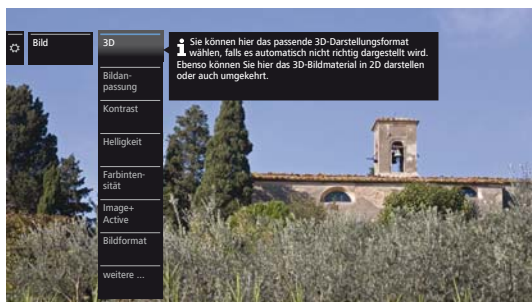 Bild
3D
Sie können hier das passende 3D-Darstellungsformat
wählen, falls es automatisch nicht richtig dargestellt wird.
Ebenso können Sie hier das 3D-Bildmaterial in 2D darstellen
oder auch umgekehrt.
Bildan-
passung
Kontrast
Helligkeit
Farbinten-
sität
Image+
Active
Bildformat
weitere ...